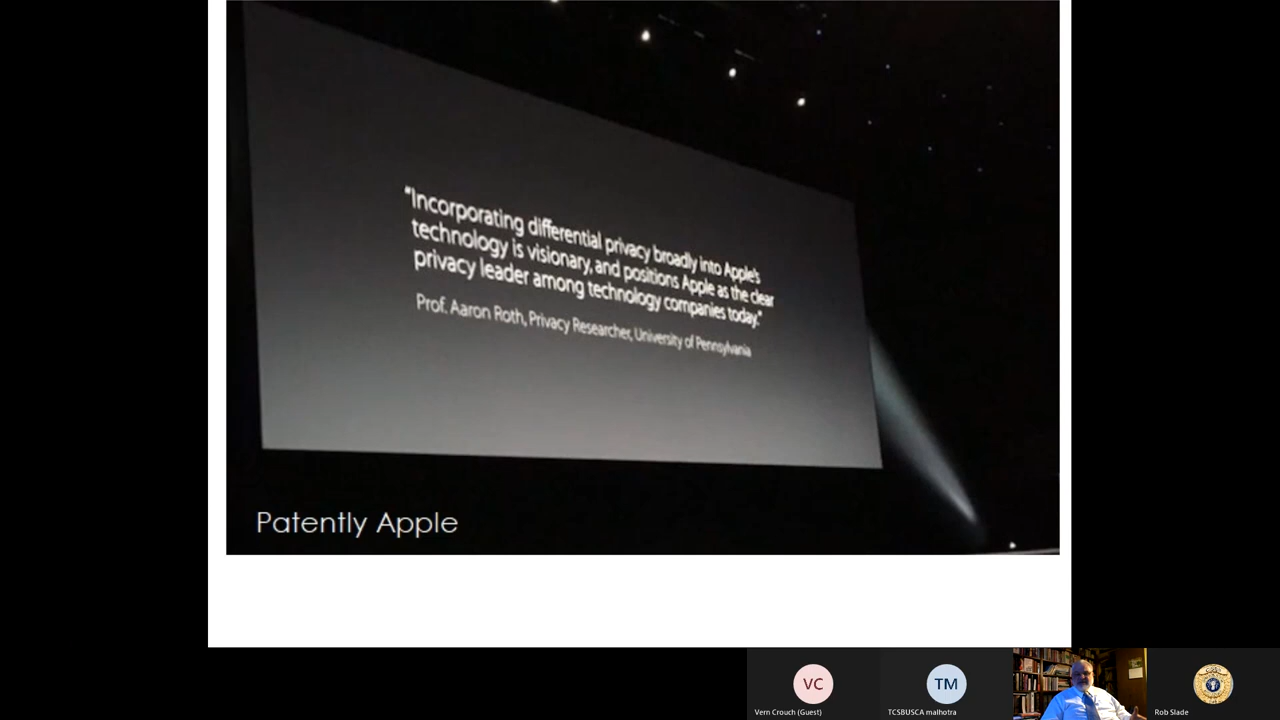 "Incorporating differential privacy broadly into Apple's
technology is visionary, and positions Apple as the clear
privacy leader among technology companies today."
Prof. Aaron Roth, Privacy Researcher, University of Pennsylvania
Patently Apple
VC
TM
Vern Crouch (Guest)
TCSBUSCA malhotra
Rob Slade